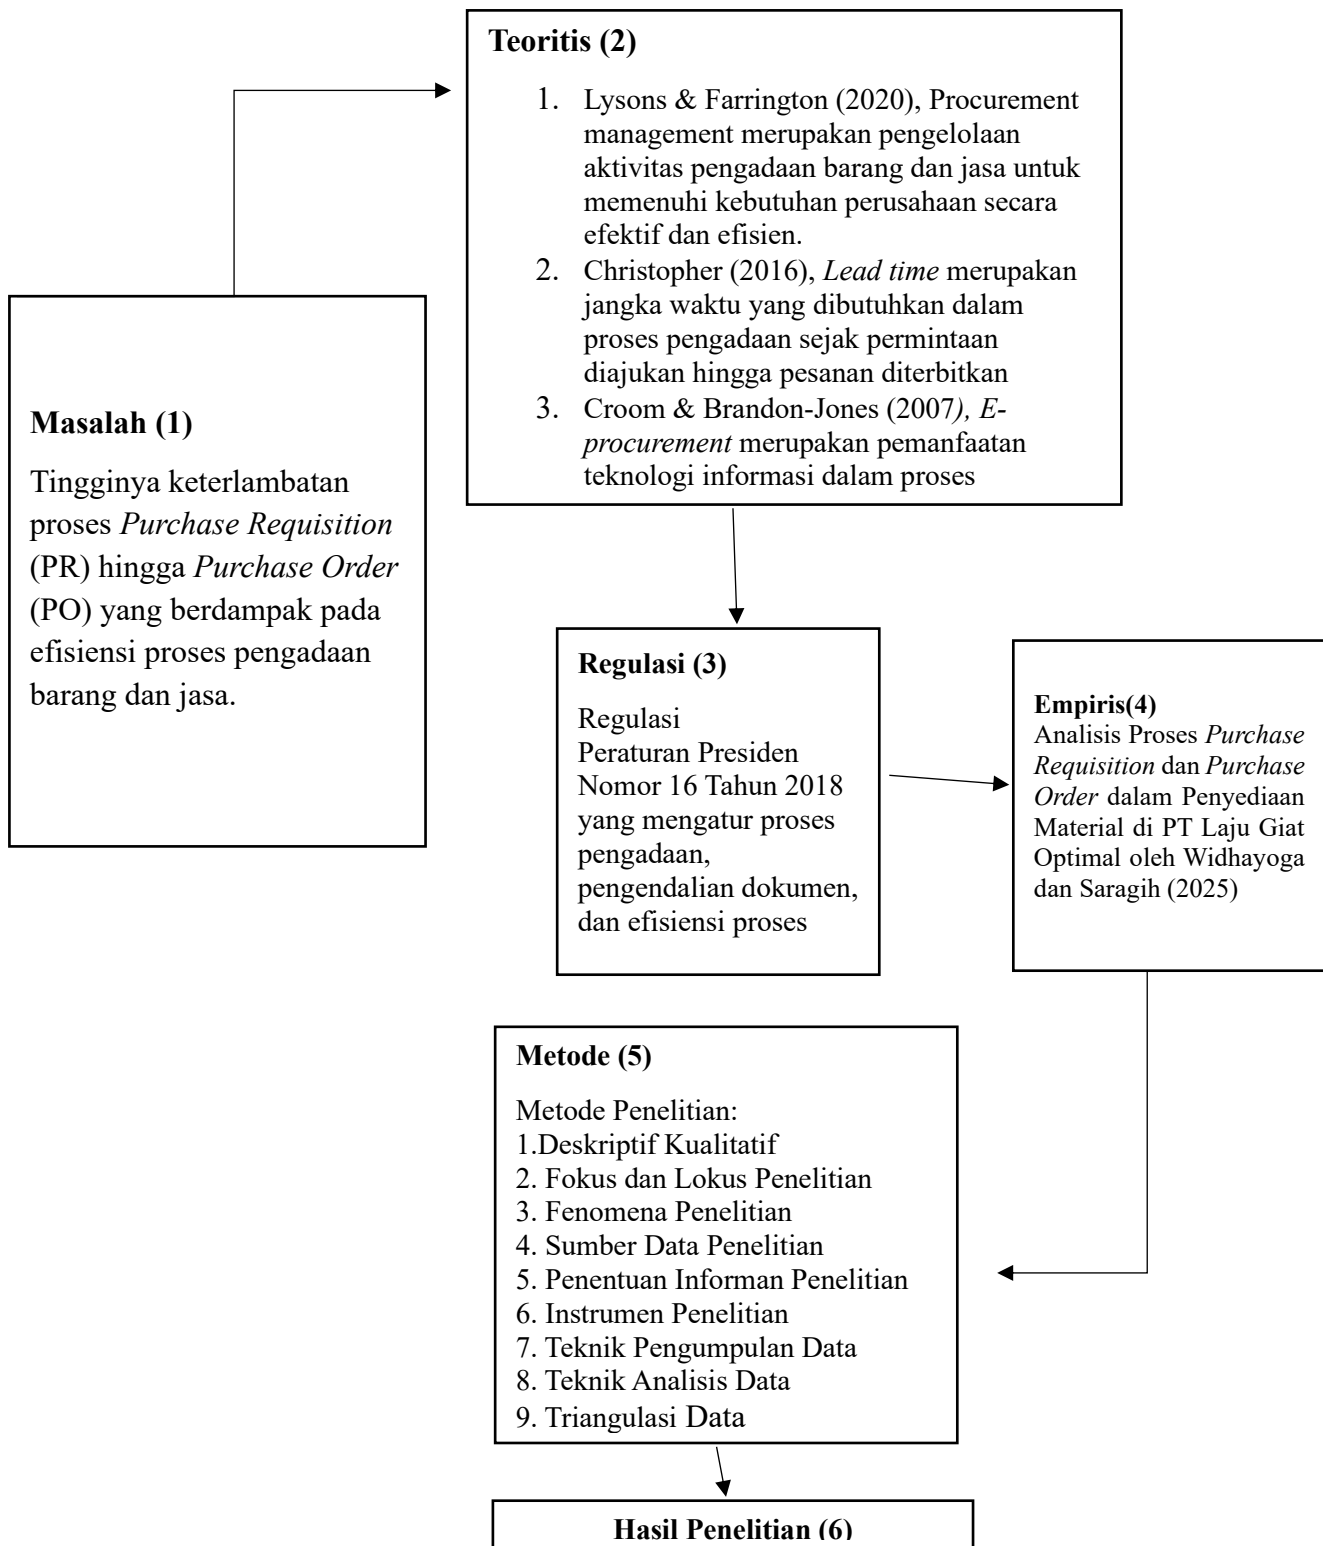 Teoritis (2)
1. Lysons & Farrington (2020), Procurement
management merupakan pengelolaan
aktivitas pengadaan barang dan jasa untuk
memenuhi kebutuhan perusahaan secara
efektif dan efisien.
2. Christopher (2016), Lead time merupakan
jangka waktu yang dibutuhkan dalam
proses pengadaan sejak permintaan
diajukan hingga pesanan diterbitkan
3. Croom & Brandon-Jones (2007), E-
procurement merupakan pemanfaatan
teknologi informasi dalam proses
Masalah (1)
Tingginya keterlambatan
proses Purchase Requisition
(PR) hingga Purchase Order
(PO) yang berdampak pada
efisiensi proses pengadaan
barang dan jasa.
Regulasi (3)
Regulasi
Peraturan Presiden
Nomor 16 Tahun 2018
yang mengatur proses
pengadaan,
pengendalian dokumen,
dan efisiensi proses
Empiris(4)
Analisis Proses Purchase
Requisition dan Purchase
Order dalam Penyediaan
Material di PT Laju Giat
Optimal oleh Widhayoga
dan Saragih (2025)
Metode (5)
Metode Penelitian:
1.Deskriptif Kualitatif
2. Fokus dan Lokus Penelitian
3. Fenomena Penelitian
4. Sumber Data Penelitian
5. Penentuan Informan Penelitian
6. Instrumen Penelitian
7. Teknik Pengumpulan Data
8. Teknik Analisis Data
9. Triangulasi Data
Hasil Penelitian (6)